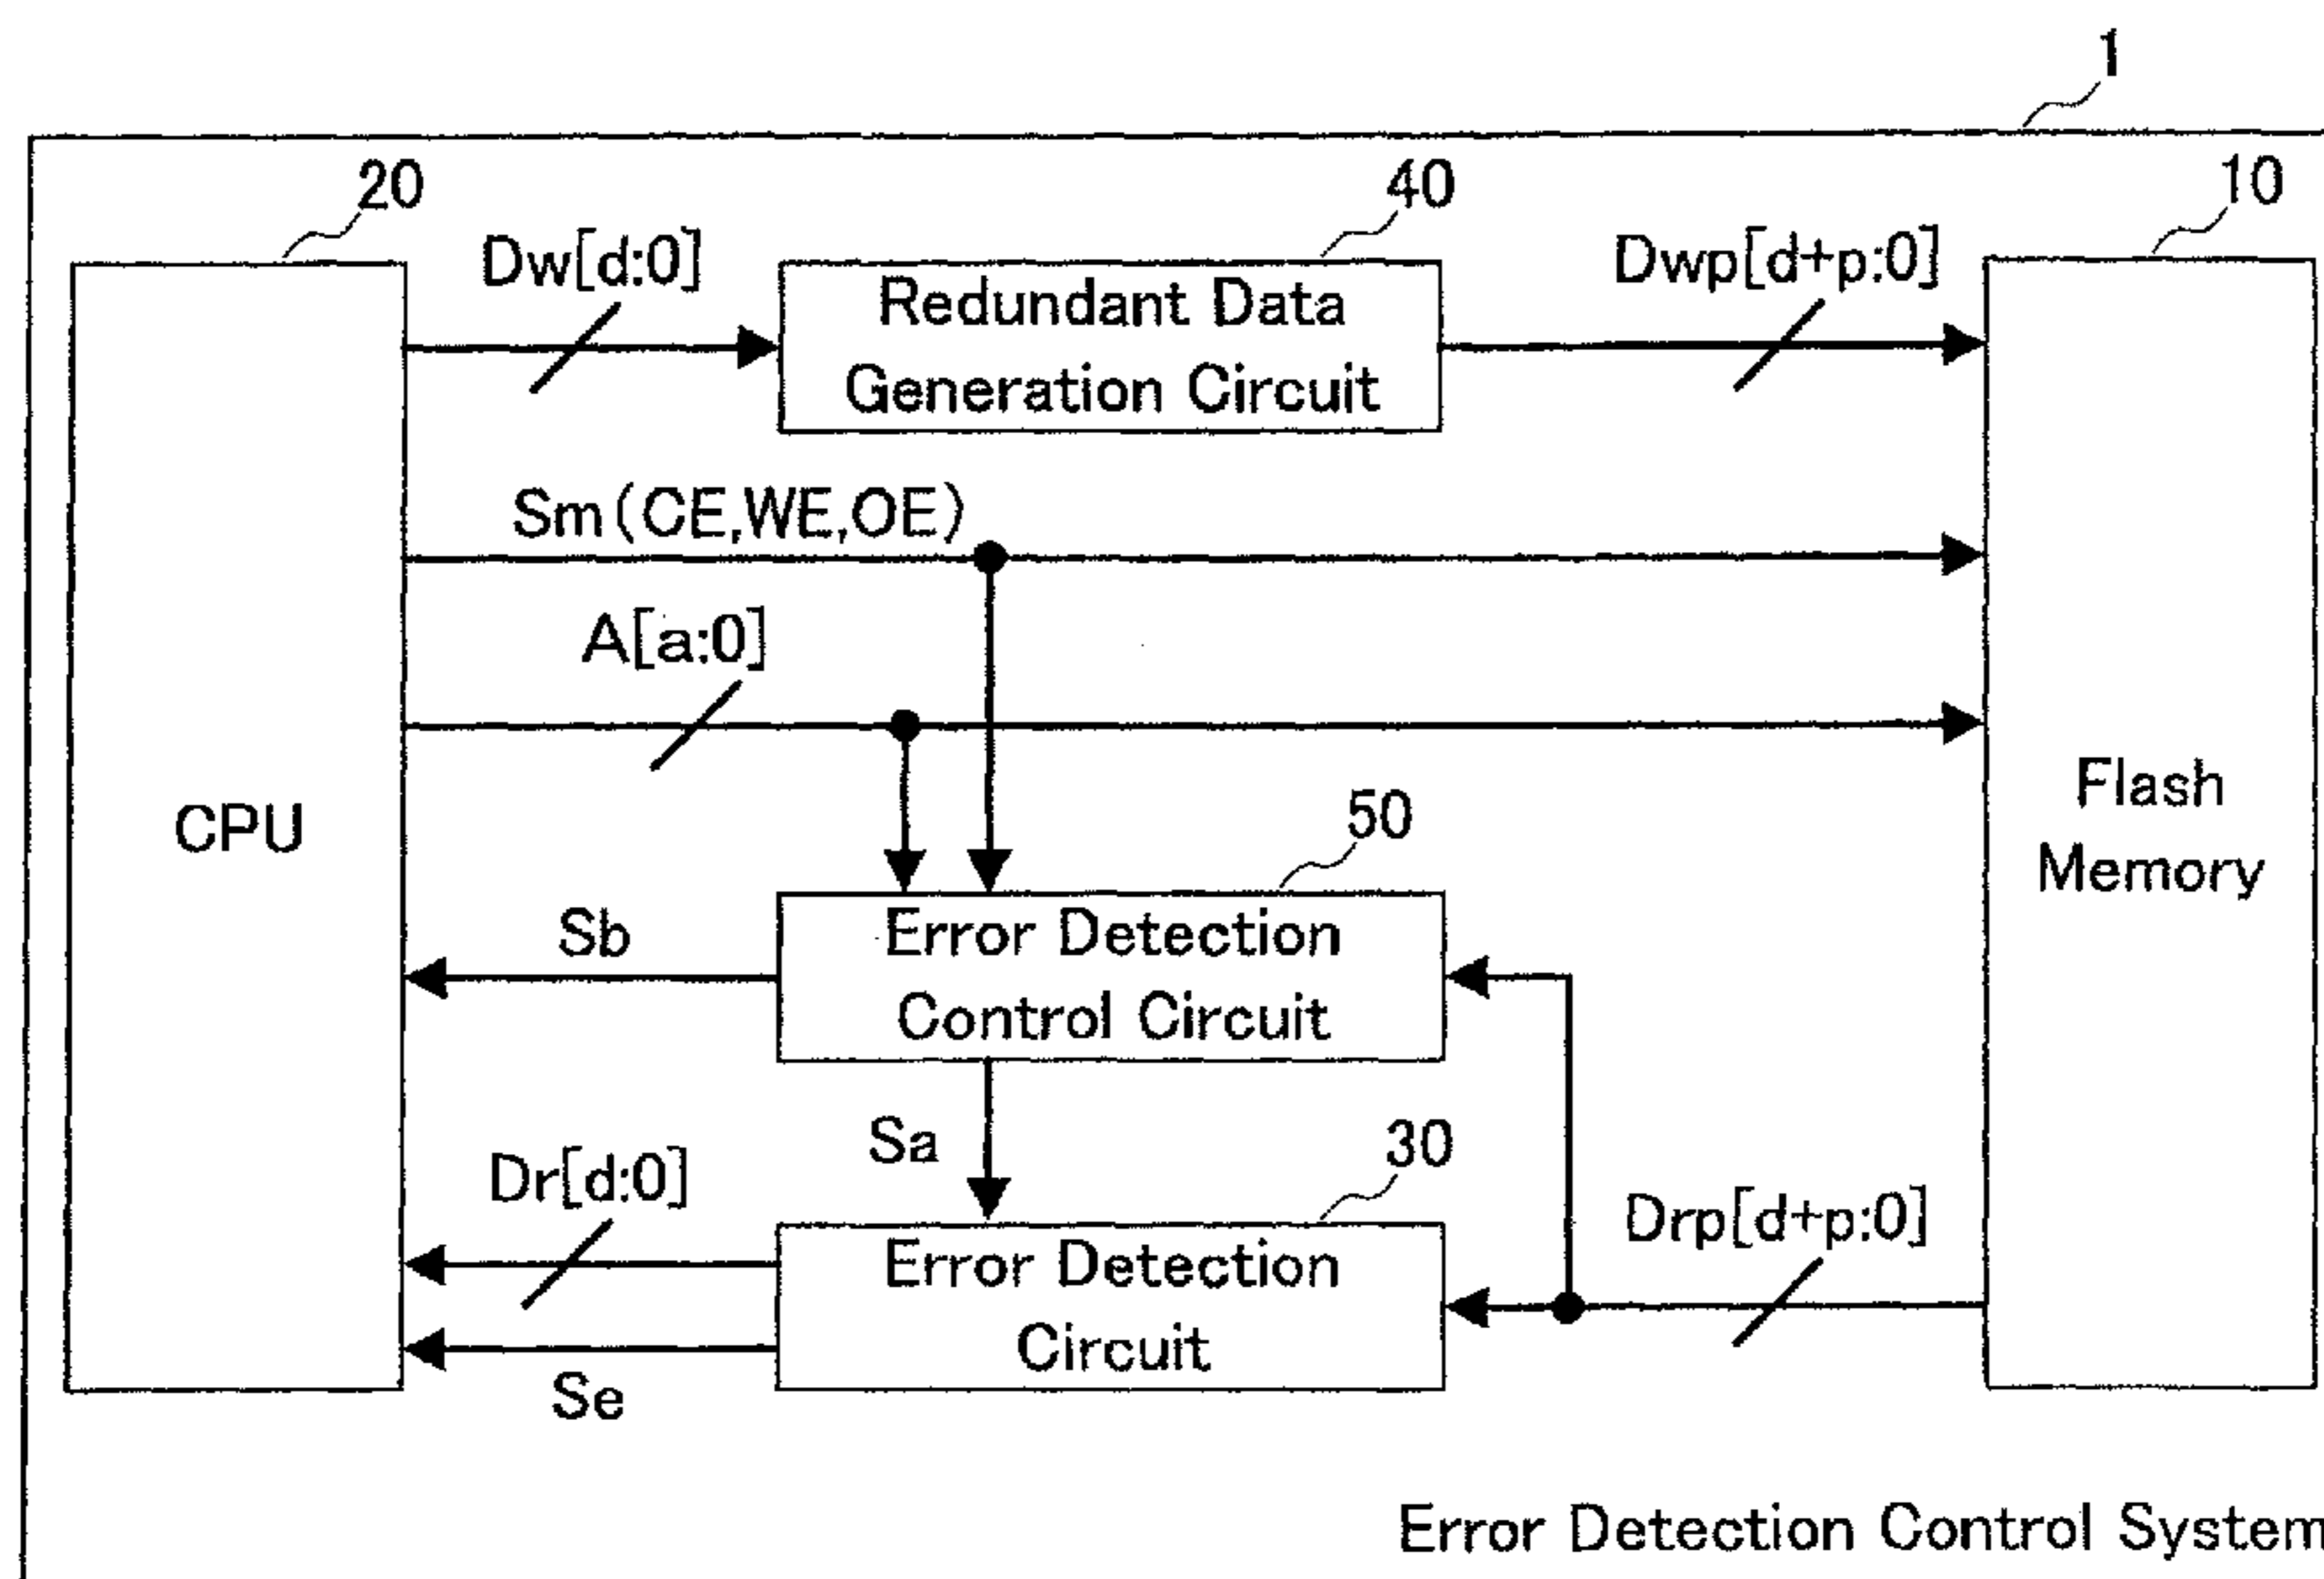 1
20
40
10
Dw[d:0]
Redundant Data
Generation Circuit
Dwp[d+p:0]
Sm(CE,WE,OE)
A[a:0]
CPU
Flash
Memory
50
Sb
Error Detection
Control Circuit
Sa
30
Dr[d:0]
Error Detection
Circuit
Drp[d+p:0]
Se
Error Detection Control System